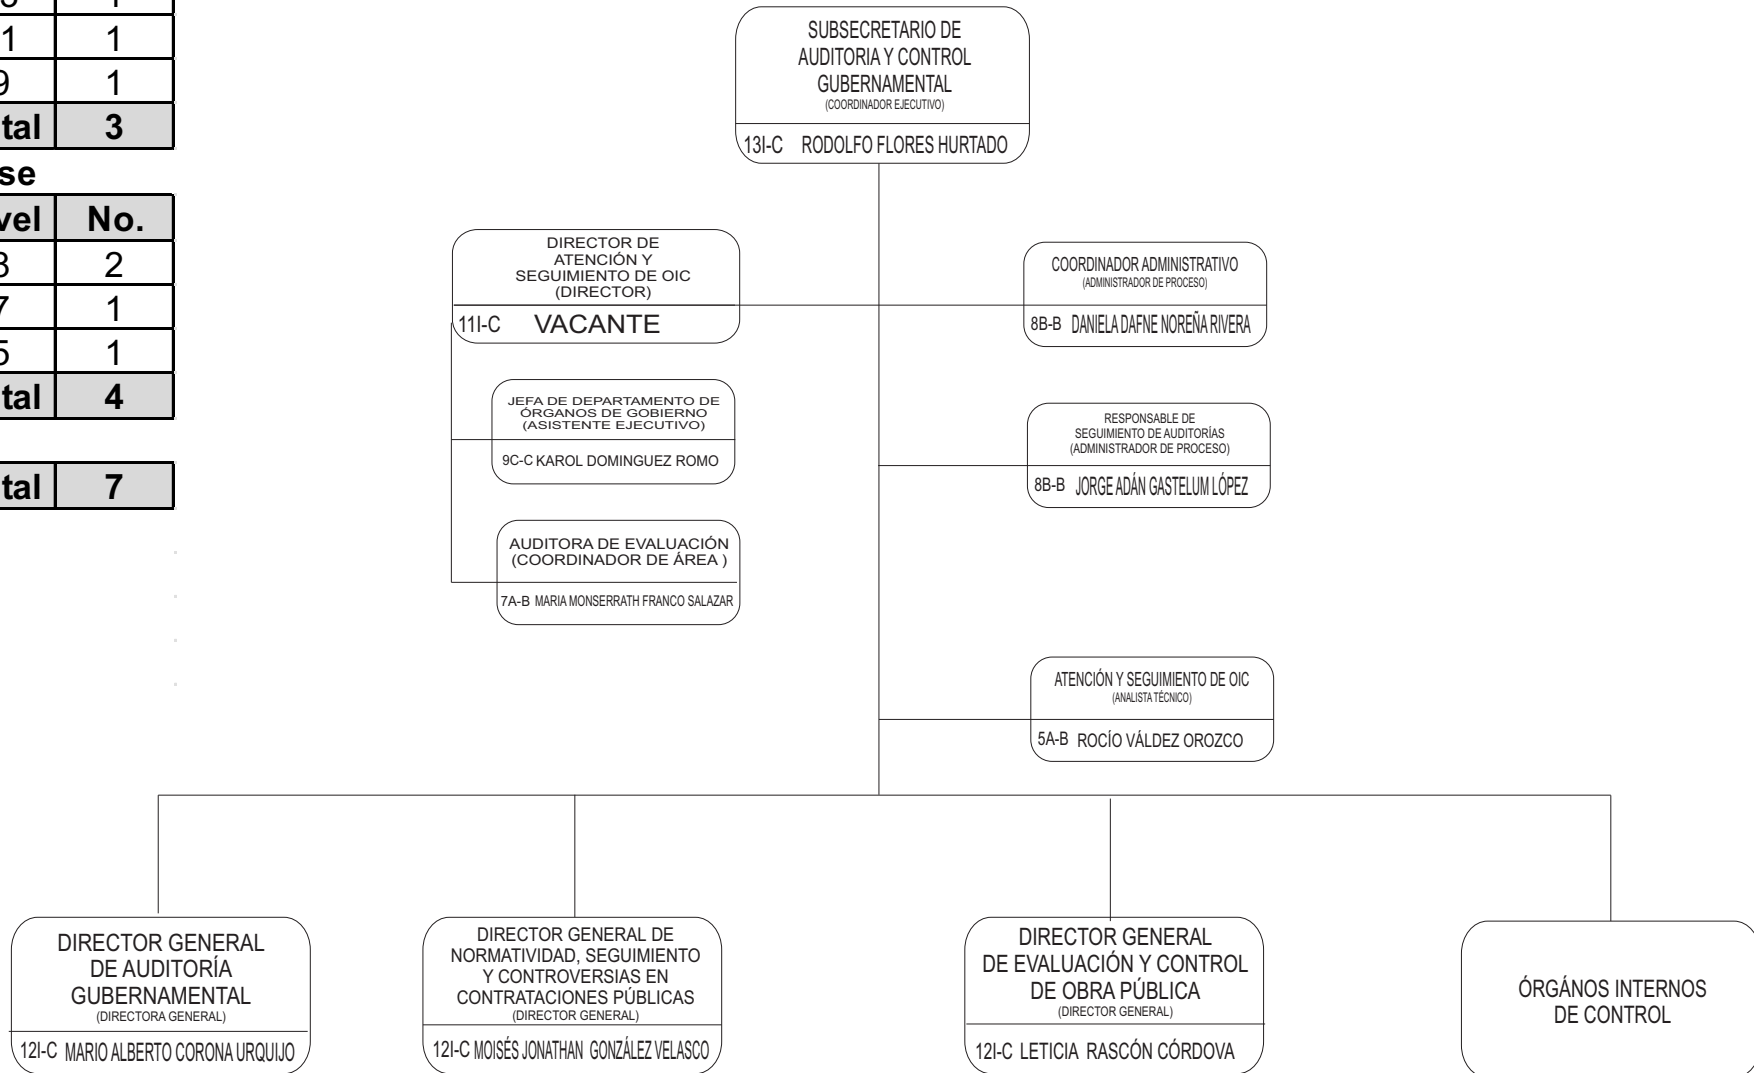 1
1 1
9 1
tal 3
se
vel No.
8 2
7 1
5 1
tal 4
tal 7
SUBSECRETARIO DE
AUDITORIA Y CONTROL
GUBERNAMENTAL
(COORDINADOR EJECUTIVO)
13I-C RODOLFO FLORES HURTADO
DIRECTOR DE
ATENCIÓN Y
SEGUIMIENTO DE OIC
(DIRECTOR)
11I-C VACANTE
COORDINADOR ADMINISTRATIVO
(ADMINISTRADOR DE PROCESO)
8B-B DANIELA DAFNE NOREÑA RIVERA
JEFA DE DEPARTAMENTO DE
ÓRGANOS DE GOBIERNO
(ASISTENTE EJECUTIVO)
9C-C KAROL DOMINGUEZ ROMO
RESPONSABLE DE
SEGUIMIENTO DE AUDITORÍAS
(ADMINISTRADOR DE PROCESO)
8B-B JORGE ADÁN GASTELUM LÓPEZ
AUDITORA DE EVALUACIÓN
(COORDINADOR DE ÁREA )
7A-B MARIA MONSERRATH FRANCO SALAZAR
ATENCIÓN Y SEGUIMIENTO DE OIC
(ANALISTA TÉCNICO)
5A-B ROCÍO VÁLDEZ OROZCO
DIRECTOR GENERAL
DE AUDITORÍA
GUBERNAMENTAL
(DIRECTORA GENERAL)
12I-C MARIO ALBERTO CORONA URQUIJO
DIRECTOR GENERAL DE
NORMATIVIDAD, SEGUIMIENTO
Y CONTROVERSIAS EN
CONTRATACIONES PÚBLICAS
(DIRECTOR GENERAL)
12I-C MOISÉS JONATHAN GONZÁLEZ VELASCO
DIRECTOR GENERAL
DE EVALUACIÓN Y CONTROL
DE OBRA PÚBLICA
(DIRECTOR GENERAL)
12I-C LETICIA RASCÓN CÓRDOVA
ÓRGÁNOS INTERNOS
DE CONTROL